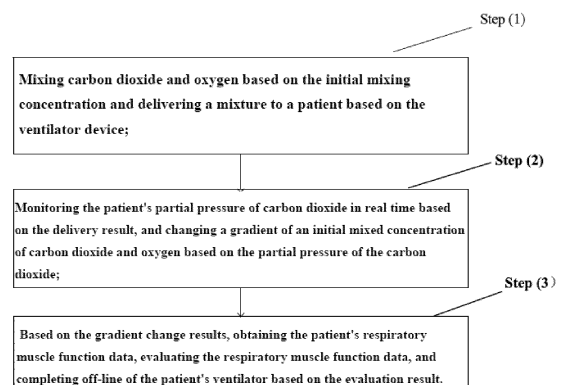 Step (1)
Mixing carbon dioxide and oxygen based on the initial mixing
concentration and delivering a mixture to a patient based on the
ventilator device;
Step (2)
Monitoring the patient's partial pressure of carbon dioxide in real time based
on the delivery result, and changing a gradient of an initial mixed concentration
of carbon dioxide and oxygen based on the partial pressure of the carbon
dioxide;
Step (3)
Based on the gradient change results, obtaining the patient's respiratory
muscle function data, evaluating the respiratory muscle function data, and
completing off-line of the patient's ventilator based on the evaluation result.